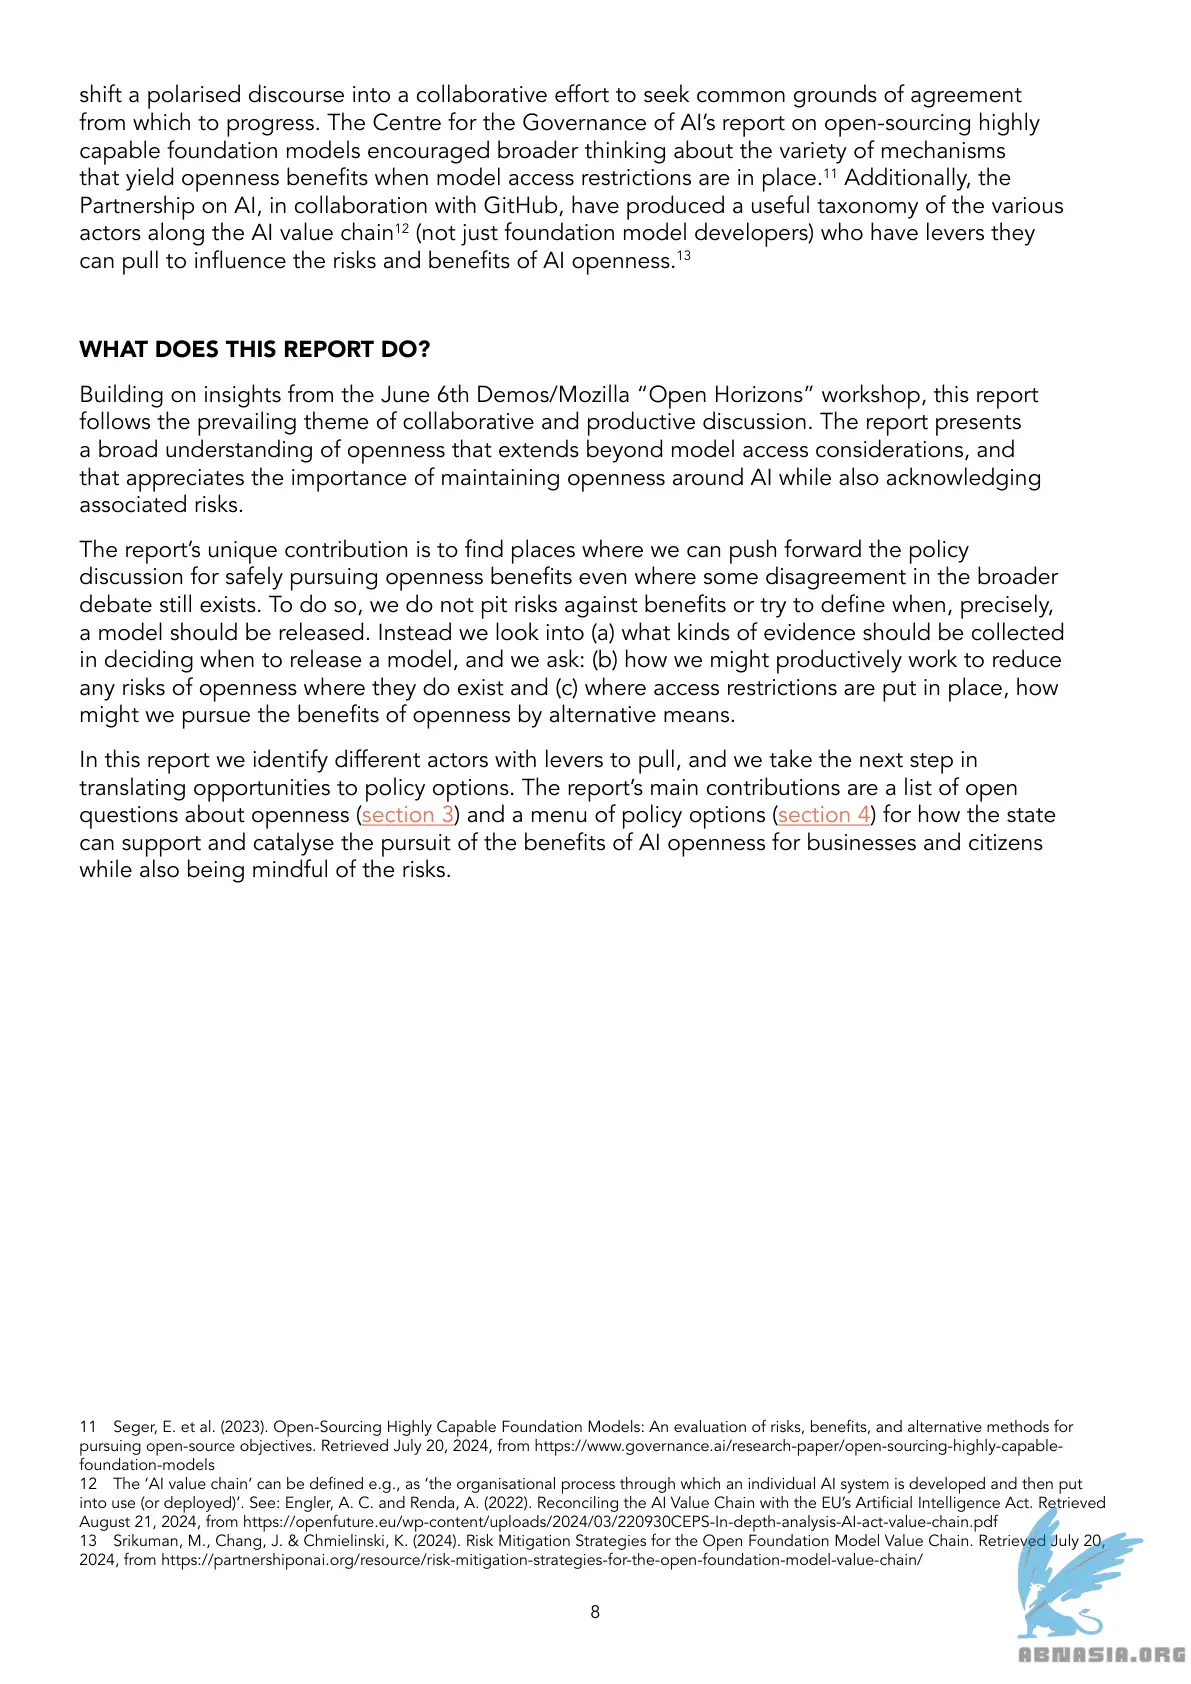 shift a polarised discourse into a collaborative effort to seek common grounds of agreement
from which to progress. The Centre for the Governance of AI’s report on open-sourcing highly
capable foundation models encouraged broader thinking about the variety of mechanisms
that yield openness benefits when model access restrictions are in place.11 Additionally, the
Partnership on AI, in collaboration with GitHub, have produced a useful taxonomy of the various
actors along the AI value chain12 (not just foundation model developers) who have levers they
can pull to influence the risks and benefits of AI openness.13
WHAT DOES THIS REPORT DO?
Building on insights from the June 6th Demos/Mozilla “Open Horizons” workshop, this report
follows the prevailing theme of collaborative and productive discussion. The report presents
a broad understanding of openness that extends beyond model access considerations, and
that appreciates the importance of maintaining openness around AI while also acknowledging
associated risks.
The report’s unique contribution is to find places where we can push forward the policy
discussion for safely pursuing openness benefits even where some disagreement in the broader
debate still exists. To do so, we do not pit risks against benefits or try to define when, precisely,
a model should be released. Instead we look into (a) what kinds of evidence should be collected
in deciding when to release a model, and we ask: (b) how we might productively work to reduce
any risks of openness where they do exist and (c) where access restrictions are put in place, how
might we pursue the benefits of openness by alternative means.
In this report we identify different actors with levers to pull, and we take the next step in
translating opportunities to policy options. The report’s main contributions are a list of open
questions about openness (section 3) and a menu of policy options (section 4) for how the state
can support and catalyse the pursuit of the benefits of AI openness for businesses and citizens
while also being mindful of the risks.
11 Seger, E. et al. (2023). Open-Sourcing Highly Capable Foundation Models: An evaluation of risks, benefits, and alternative methods for
pursuing open-source objectives. Retrieved July 20, 2024, from https://www.governance.ai/research-paper/open-sourcing-highly-capable-
foundation-models
12 The ‘AI value chain’ can be defined e.g., as ‘the organisational process through which an individual AI system is developed and then put
into use (or deployed)’. See: Engler, A. C. and Renda, A. (2022). Reconciling the AI Value Chain with the EU’s Artificial Intelligence Act. Retrieved
August 21, 2024, from https://openfuture.eu/wp-content/uploads/2024/03/220930CEPS-In-depth-analysis-AI-act-value-chain.pdf
13 Srikuman, M., Chang, J. & Chmielinski, K. (2024). Risk Mitigation Strategies for the Open Foundation Model Value Chain. Retrieved July 20,
2024, from https://partnershiponai.org/resource/risk-mitigation-strategies-for-the-open-foundation-model-value-chain/
8
ABNASIA.ORG